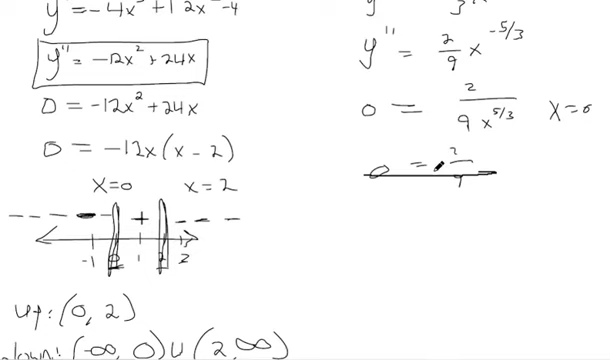 y' = -4x³ + 12x² - 4
y'' = -12x² + 24x
0 = -12x² + 24x
0 = -12x(x - 2)
x=0 x=2
- - - - + - - -
-1 0 1 2
up: (0, 2)
down: (-∞, 0) ∪ (2, ∞)
y''= 2/9 x^-5/3
0 = 2/9x^5/3 x=0
0 = 2/9